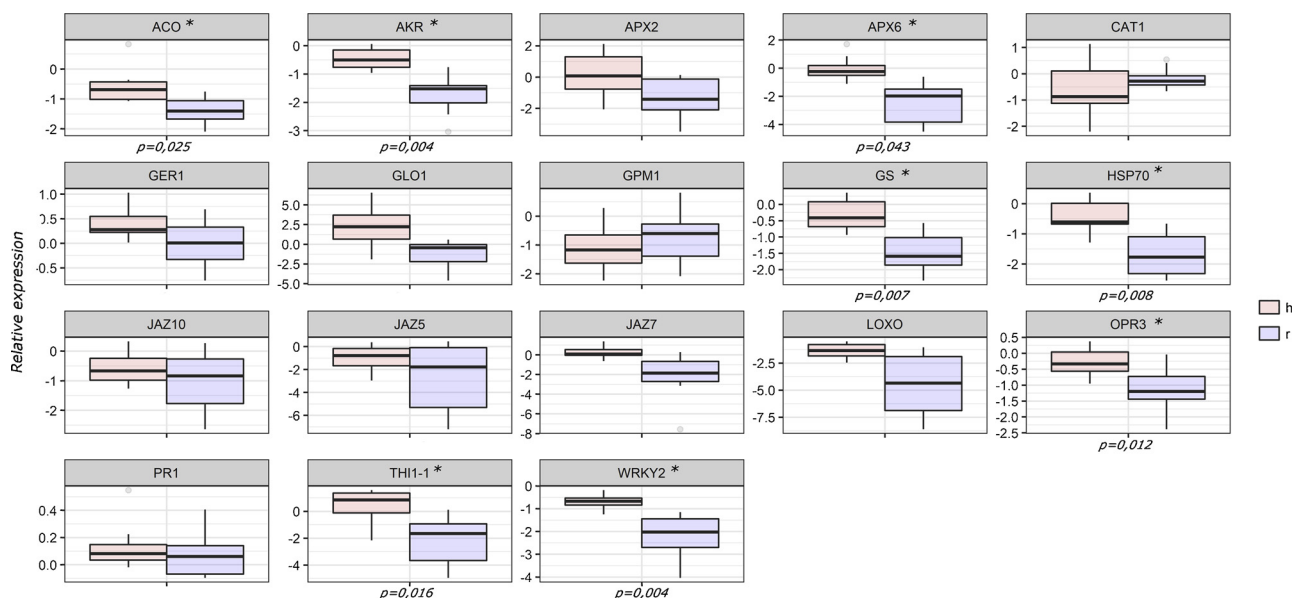 ACO *
AKR *
APX2
APX6 *
CAT1
0
-1
-2
0
-1
-2
-3
2
0
-2
2
0
-2
-4
1
0
-1
-2
p=0,025
p=0,004
p=0,043
GER1
GLO1
GPM1
GS *
HSP70 *
1.0
0.5
0.0
-0.5
5.0
2.5
0.0
-2.5
-5.0
0
-1
-2
0.0
-0.5
-1.0
-1.5
-2.0
0
-1
-2
p=0,007
p=0,008
Relative expression
h
r
JAZ10
JAZ5
JAZ7
LOXO
OPR3 *
0
-1
-2
0
-2
-4
-6
0
-2
-4
-6
-8
-2.5
-5.0
-7.5
0.5
0.0
-0.5
-1.0
-1.5
-2.0
-2.5
p=0,012
PR1
THI1-1 *
WRKY2 *
0.4
0.2
0.0
0
-2
-4
0
-1
-2
-3
-4
p=0,016
p=0,004